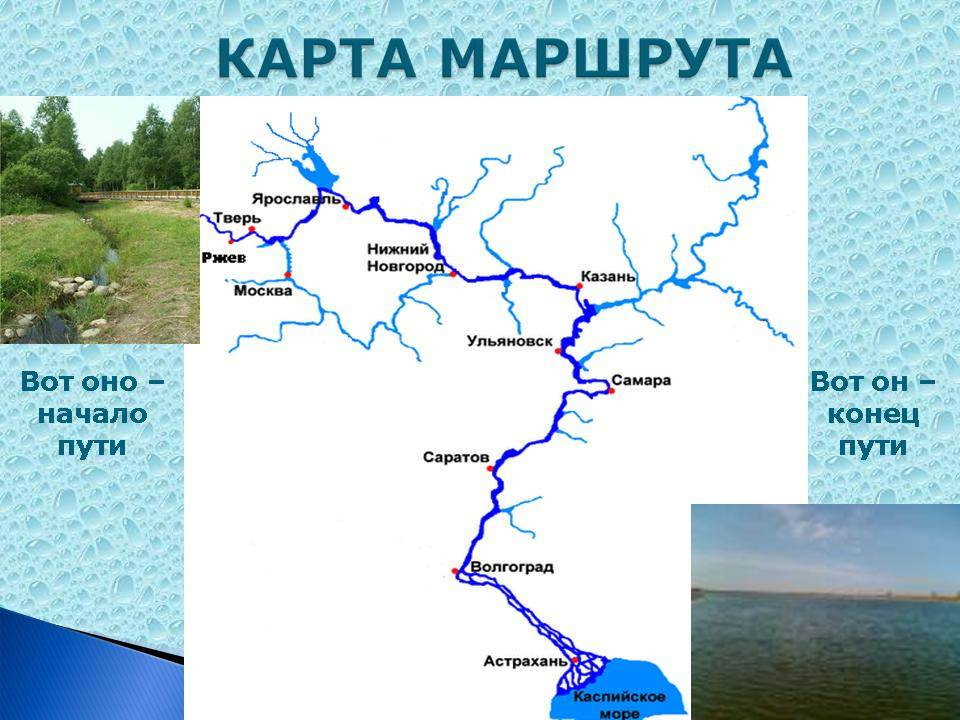 КАРТА МАРШРУТА
Ярославль
Тверь
Ржев
Москва
Нижний
Новгород
Казань
Ульяновск
Самара
Вот оно –
начало
пути
Вот он –
конец
пути
Саратов
Волгоград
Астрахань
Каспийское
море